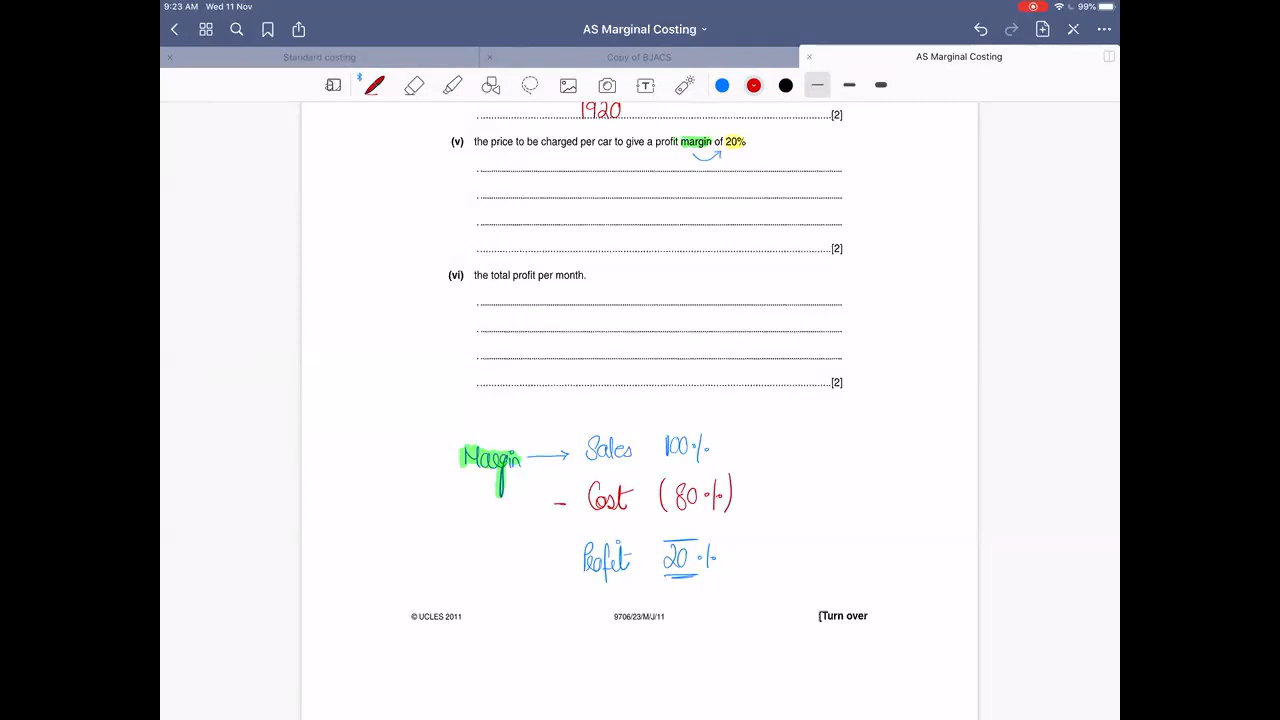 9:23 AM Wed 11 Nov
99%
AS Marginal Costing
Standard costing
Copy of BJACS
AS Marginal Costing
1920
[2]
(v) the price to be charged per car to give a profit margin of 20%
[2]
(vi) the total profit per month.
[2]
Margin → Sales 100%
- Cost (80%)
Profit 20%
© UCLES 2011
9706/23/M/J/11
[Turn over